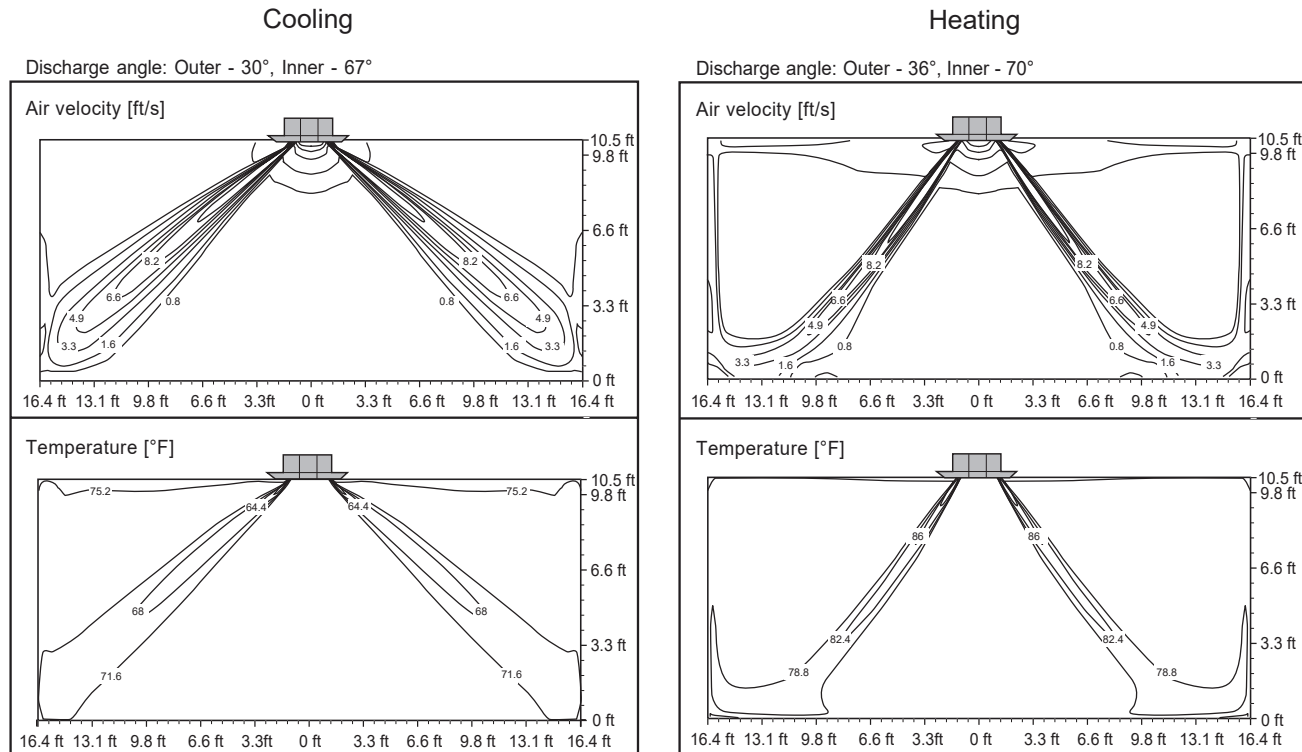 Cooling
Heating
Discharge angle: Outer - 30°, Inner - 67°
Discharge angle: Outer - 36°, Inner - 70°
Air velocity [ft/s]
10.5 ft
9.8 ft
6.6 ft
3.3 ft
0 ft
8.2
8.2
6.6
6.6
4.9
4.9
3.3
3.3
1.6
1.6
0.8
0.8
16.4 ft 13.1 ft 9.8 ft 6.6 ft 3.3ft 0 ft 3.3 ft 6.6 ft 9.8 ft 13.1 ft 16.4 ft
Air velocity [ft/s]
10.5 ft
9.8 ft
6.6 ft
3.3 ft
0 ft
8.2
8.2
6.6
6.6
4.9
4.9
3.3
3.3
1.6
1.6
0.8
0.8
16.4 ft 13.1 ft 9.8 ft 6.6 ft 3.3 ft 0 ft 3.3 ft 6.6 ft 9.8 ft 13.1 ft 16.4 ft
Temperature [°F]
10.5 ft
9.8 ft
6.6 ft
3.3 ft
0 ft
75.2
75.2
64.4
64.4
68
68
71.6
71.6
16.4 ft 13.1 ft 9.8 ft 6.6 ft 3.3ft 0 ft 3.3 ft 6.6 ft 9.8 ft 13.1 ft 16.4 ft
Temperature [°F]
10.5 ft
9.8 ft
6.6 ft
3.3 ft
0 ft
86
86
82.4
82.4
78.8
78.8
16.4 ft 13.1 ft 9.8 ft 6.6 ft 3.3 ft 0 ft 3.3 ft 6.6 ft 9.8 ft 13.1 ft 16.4 ft